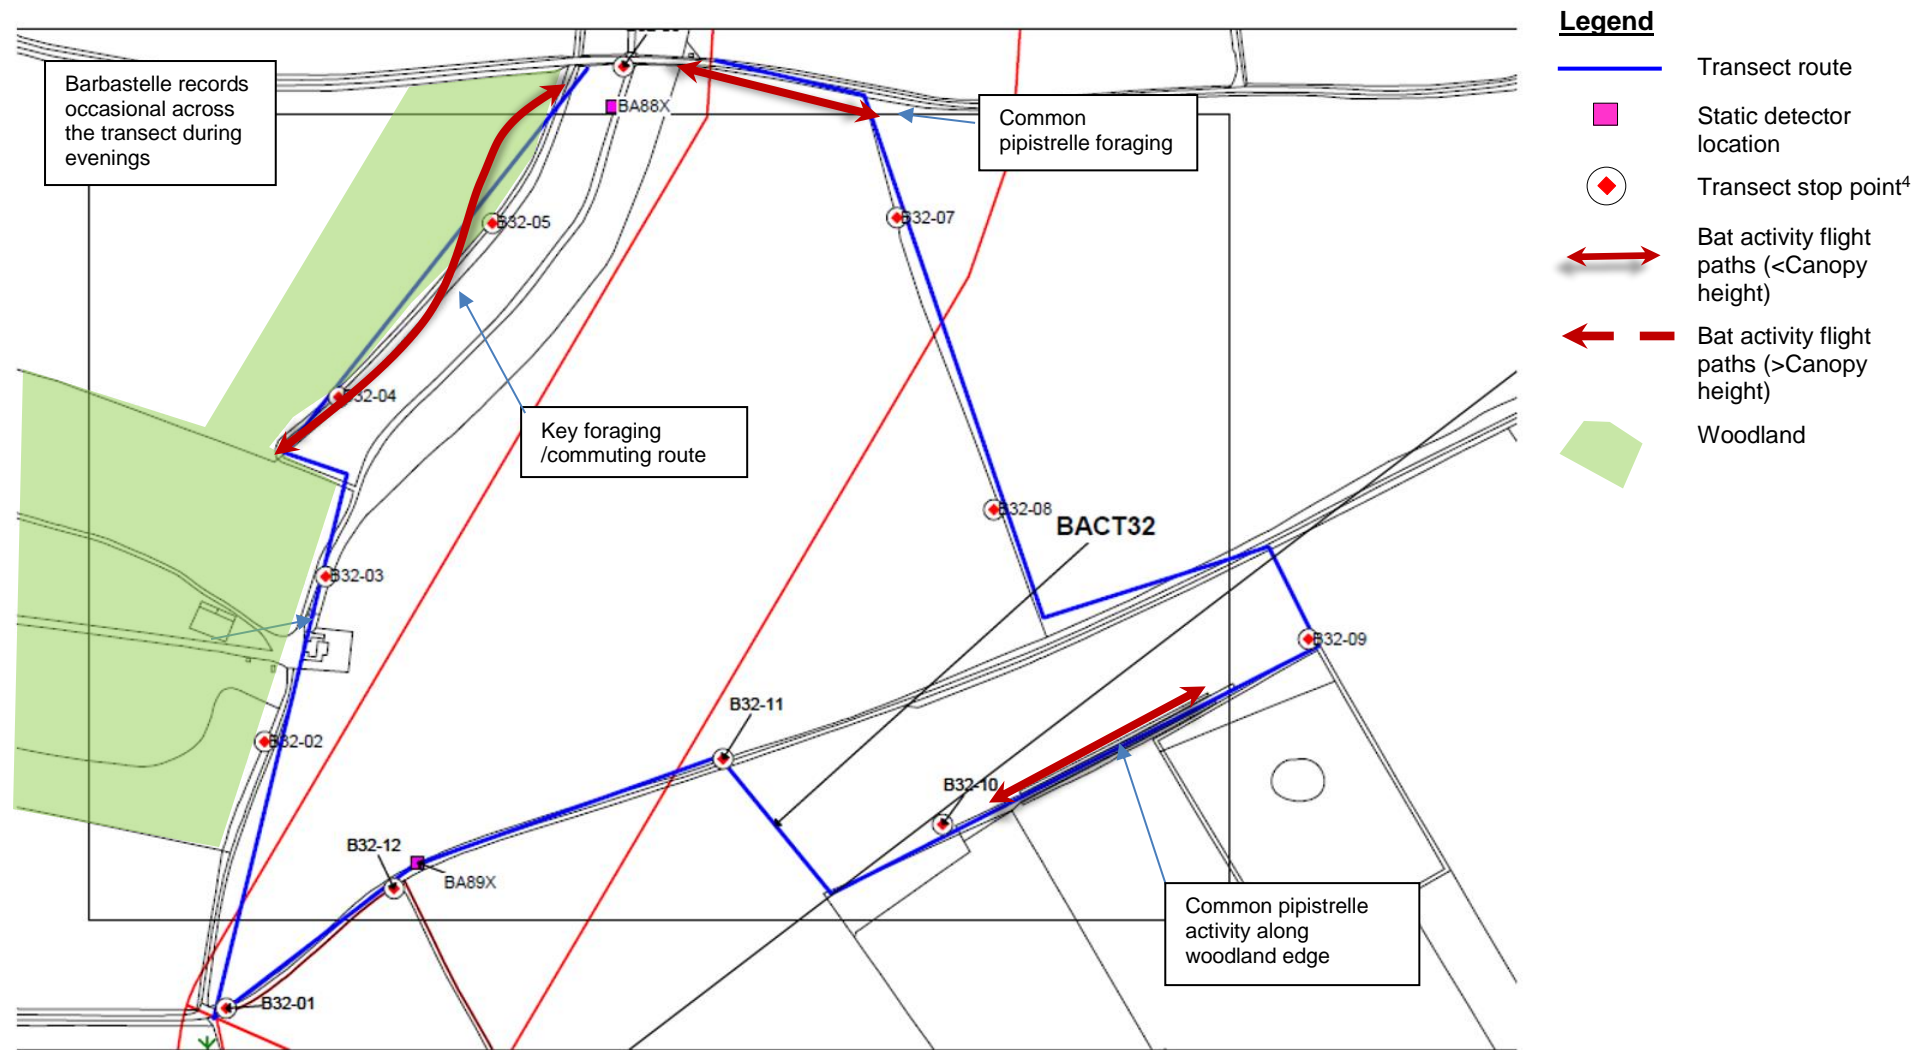 Legend
Transect route
Static detector
location
Transect stop point4
Bat activity flight
paths (<Canopy
height)
Bat activity flight
paths (>Canopy
height)
Woodland
Barbastelle records
occasional across
the transect during
evenings
BA88X
Common
pipistrelle foraging
B32-05
B32-07
B32-04
Key foraging
/commuting route
B32-08
BACT32
B32-03
B32-09
B32-02
B32-11
B32-10
B32-12
BA89X
Common pipistrelle
activity along
woodland edge
B32-01